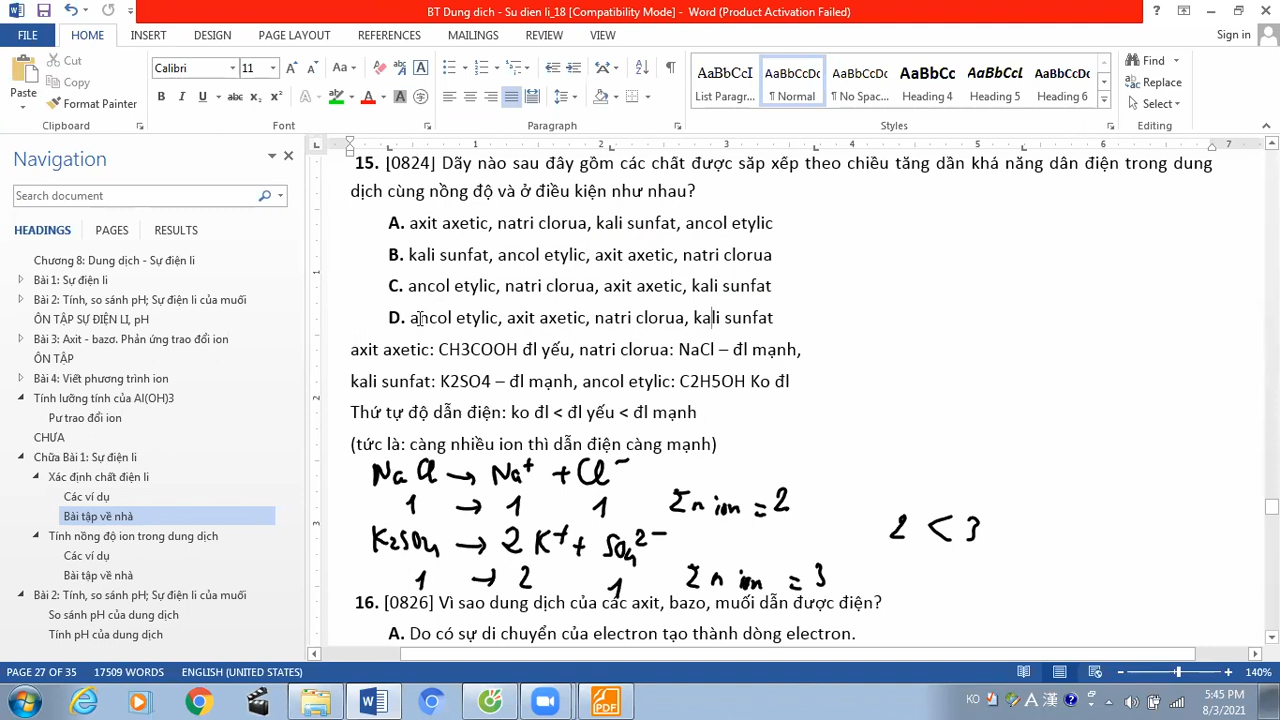 BT Dung dich - Su dien li_18 [Compatibility Mode] - Word (Product Activation Failed)
FILE HOME INSERT DESIGN PAGE LAYOUT REFERENCES MAILINGS REVIEW VIEW Sign in
Paste Cut Copy Format Painter
Calibri 11
AaBbCcI AaBbCcDc AaBbCcDc AaBbCc AaBbCcL AaBbCcDc
List Paragr... ¶ Normal ¶ No Spac... Heading 4 Heading 5 Heading 6
Find Replace Select
Clipboard Font Paragraph Styles Editing
Navigation
Search document
HEADINGS PAGES RESULTS
Chương 8: Dung dịch - Sự điện li
Bài 1: Sự điện li
Bài 2: Tính, so sánh pH; Sự điện li của muối
ÔN TẬP SỰ ĐIỆN LI, pH
Bài 3: Axit - bazơ. Phản ứng trao đổi ion
BTVN
Bài 4: Viết phương trình ion
Tính lưỡng tính của Al(OH)3
Pư trao đổi ion
CHƯA
Chữa Bài 1: Sự điện li
Xác định chất điện li
Các ví dụ
Bài tập về nhà
Tính nồng độ ion trong dung dịch
Các ví dụ
Bài tập về nhà
Bài 2: Tính, so sánh pH; Sự điện li của muối
So sánh pH của dung dịch
Tính pH của dung dịch
1 2 3 4 5 6 7
15. [0824] Dãy nào sau đây gồm các chất được sắp xếp theo chiều tăng dần khả năng dẫn điện trong dung
dịch cùng nồng độ và ở điều kiện như nhau?
A. axit axetic, natri clorua, kali sunfat, ancol etylic
B. kali sunfat, ancol etylic, axit axetic, natri clorua
C. ancol etylic, natri clorua, axit axetic, kali sunfat
D. ancol etylic, axit axetic, natri clorua, kali sunfat
axit axetic: CH3COOH đl yếu, natri clorua: NaCl – đl mạnh,
kali sunfat: K2SO4 – đl mạnh, ancol etylic: C2H5OH Ko đl
Thứ tự độ dẫn điện: ko đl < đl yếu < đl mạnh
(tức là: càng nhiều ion thì dẫn điện càng mạnh)
NaCl → Na⁺ + Cl⁻
1 → 1 1 Σn ion = 2
K2SO4 → 2K⁺ + SO₄²⁻
1 → 2 1 Σn ion = 3
2 < 3
16. [0826] Vì sao dung dịch của các axit, bazo, muối dẫn được điện?
A. Do có sự di chuyển của electron tạo thành dòng electron.
PAGE 27 OF 35 17509 WORDS ENGLISH (UNITED STATES) 140%
KO A 漢
5:45 PM
8/3/2021